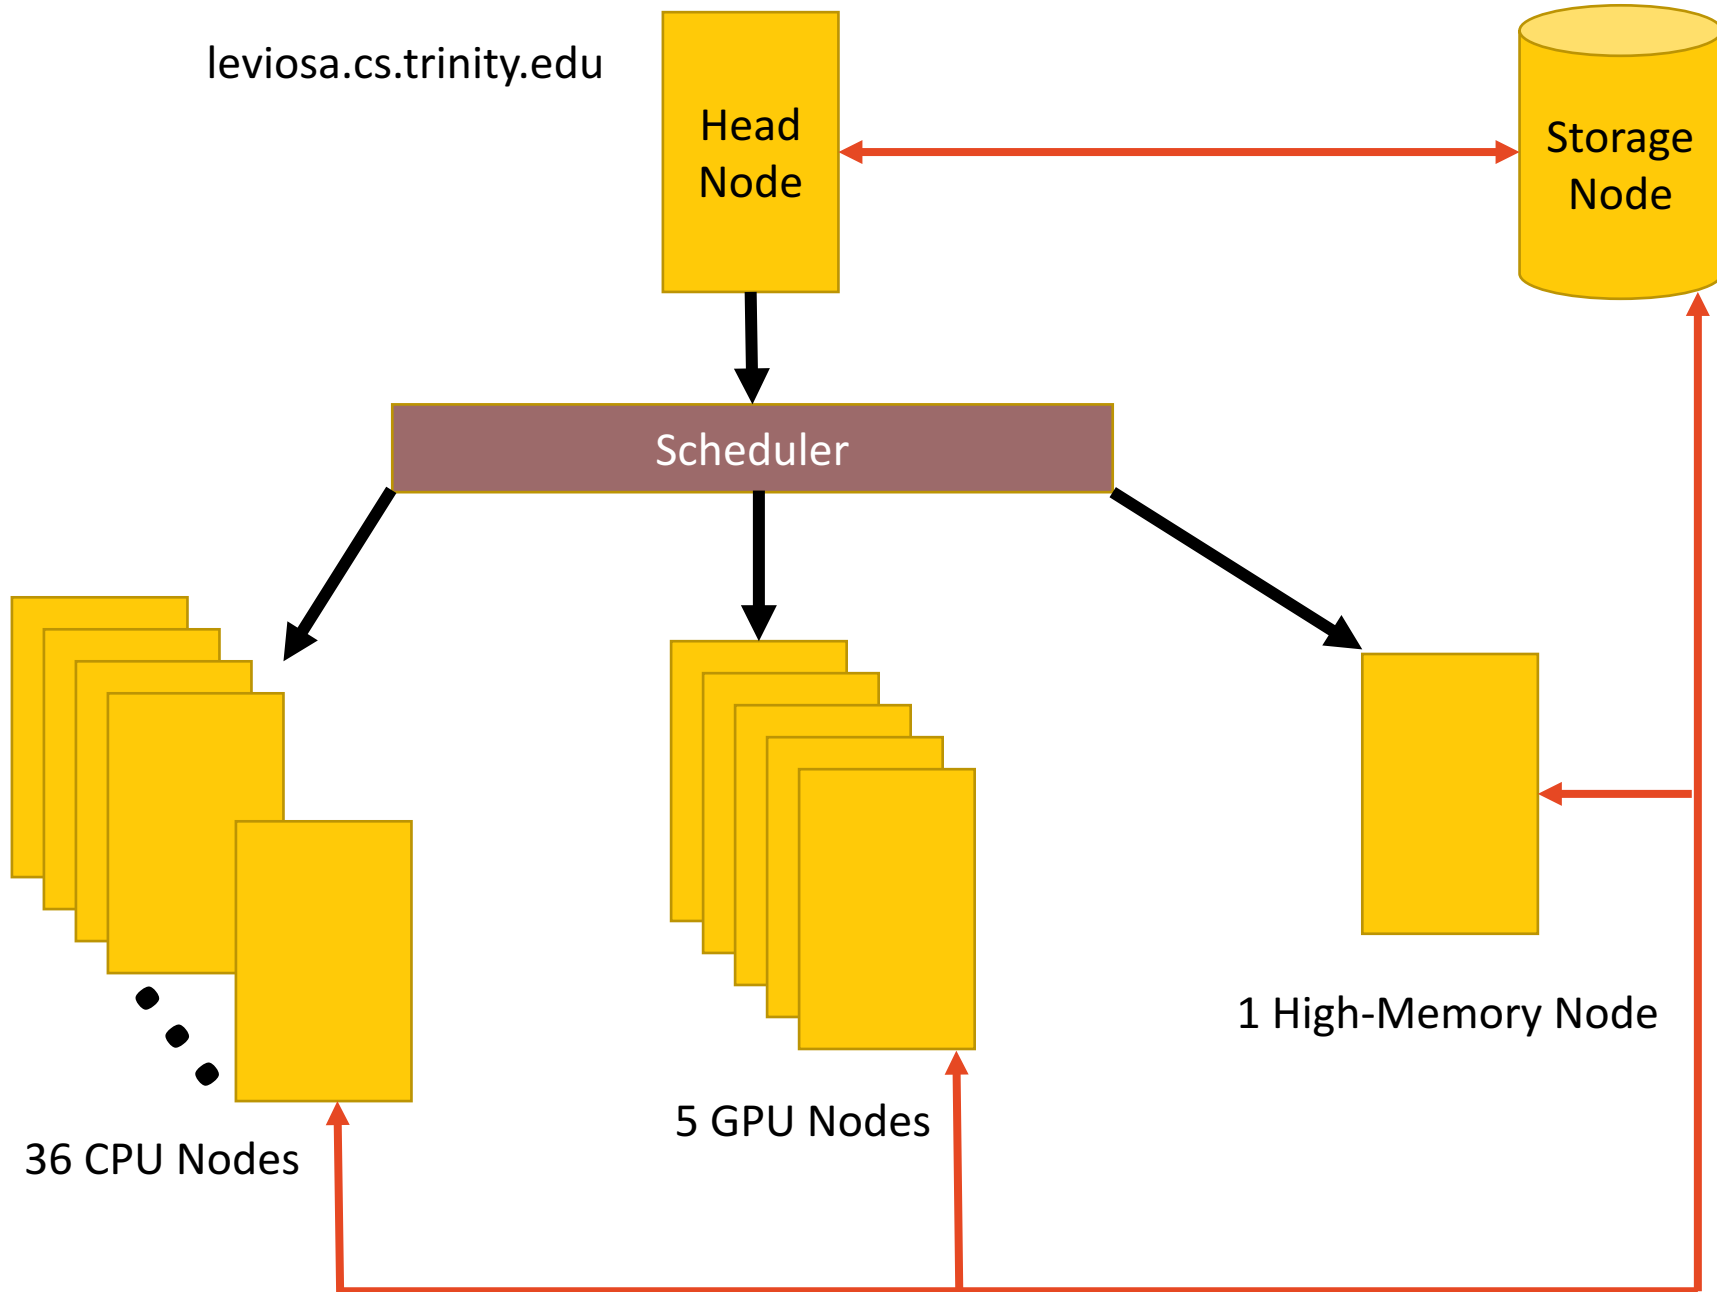 leviosa.cs.trinity.edu
Head
Node
Storage
Node
Scheduler
36 CPU Nodes
5 GPU Nodes
1 High-Memory Node